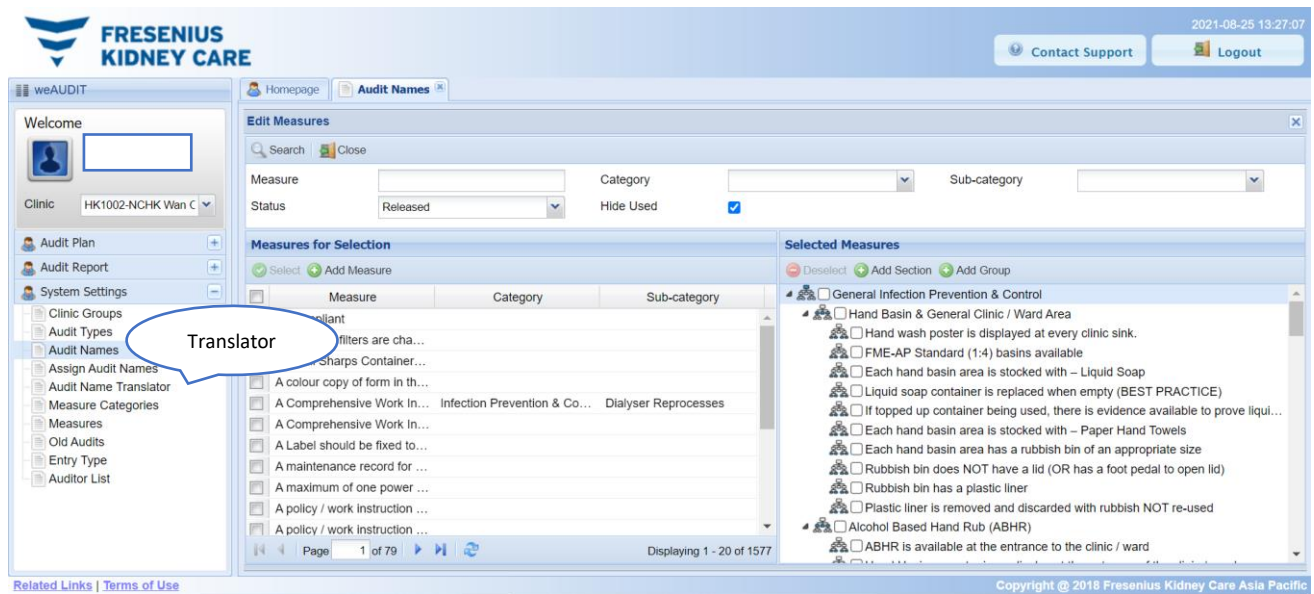 2021-08-25 13:27:07
FRESENIUS
KIDNEY CARE
Contact Support
Logout
weAUDIT
Homepage
Audit Names
Welcome
Clinic
HK1002-NCHK Wan C
Audit Plan
Audit Report
System Settings
Clinic Groups
Audit Types
Audit Names
Assign Audit Names
Audit Name Translator
Measure Categories
Measures
Old Audits
Entry Type
Auditor List
Translator
Edit Measures
Search
Close
Measure
Category
Sub-category
Status
Released
Hide Used
Measures for Selection
Select
Add Measure
Measure Category Sub-category
filters are cha...
Sharps Container...
A colour copy of form in th...
A Comprehensive Work In... Infection Prevention & Co... Dialyser Reprocesses
A Comprehensive Work In...
A Label should be fixed to...
A maintenance record for ...
A maximum of one power ...
A policy / work instruction ...
A policy / work instruction ...
Page 1 of 79
Displaying 1 - 20 of 1577
Selected Measures
Deselect
Add Section
Add Group
General Infection Prevention & Control
Hand Basin & General Clinic / Ward Area
Hand wash poster is displayed at every clinic sink.
FME-AP Standard (1:4) basins available
Each hand basin area is stocked with – Liquid Soap
Liquid soap container is replaced when empty (BEST PRACTICE)
If topped up container being used, there is evidence available to prove liqui...
Each hand basin area is stocked with – Paper Hand Towels
Each hand basin area has a rubbish bin of an appropriate size
Rubbish bin does NOT have a lid (OR has a foot pedal to open lid)
Rubbish bin has a plastic liner
Plastic liner is removed and discarded with rubbish NOT re-used
Alcohol Based Hand Rub (ABHR)
ABHR is available at the entrance to the clinic / ward
Related Links | Terms of Use
Copyright @ 2018 Fresenius Kidney Care Asia Pacific